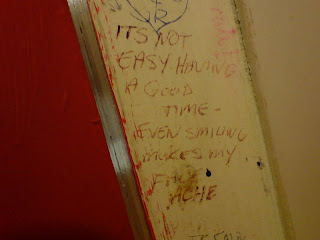 ITS NOT
EASY HAVING
A GOOD
TIME-
EVEN SMILING
MAKES MY
FACE
ACHE